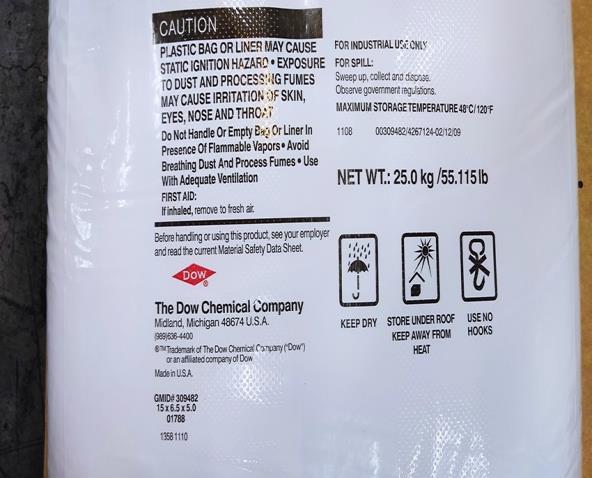 CAUTION
PLASTIC BAG OR LINER MAY CAUSE
STATIC IGNITION HAZARD • EXPOSURE
TO DUST AND PROCESSING FUMES
MAY CAUSE IRRITATION OF SKIN,
EYES, NOSE AND THROAT
Do Not Handle Or Empty Bag Or Liner In
Presence Of Flammable Vapors • Avoid
Breathing Dust And Process Fumes • Use
With Adequate Ventilation
FIRST AID:
If inhaled, remove to fresh air.
Before handling or using this product, see your employer
and read the current Material Safety Data Sheet.
DOW
®
The Dow Chemical Company
Midland, Michigan 48674 U.S.A.
(989)636-4400
®™Trademark of The Dow Chemical Company ("Dow")
or an affiliated company of Dow
Made in U.S.A.
GMID# 309482
15 x 6.5 x 5.0
01788
1358 1110
FOR INDUSTRIAL USE ONLY
FOR SPILL:
Sweep up, collect and dispose.
Observe government regulations.
MAXIMUM STORAGE TEMPERATURE 48°C/120°F
1108 00309482/4267124-02/12/09
NET WT.: 25.0 kg/55.115 lb
KEEP DRY
STORE UNDER ROOF
KEEP AWAY FROM
HEAT
USE NO
HOOKS